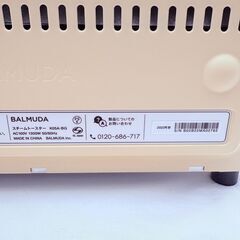 BALMUDA
BALMUDA
スチームトースター K05A-BG
AC100V 1300W 50/60Hz
MADE IN CHINA BALMUDA Inc.
製品についての
お問い合わせ
0120-686-717
2022年製